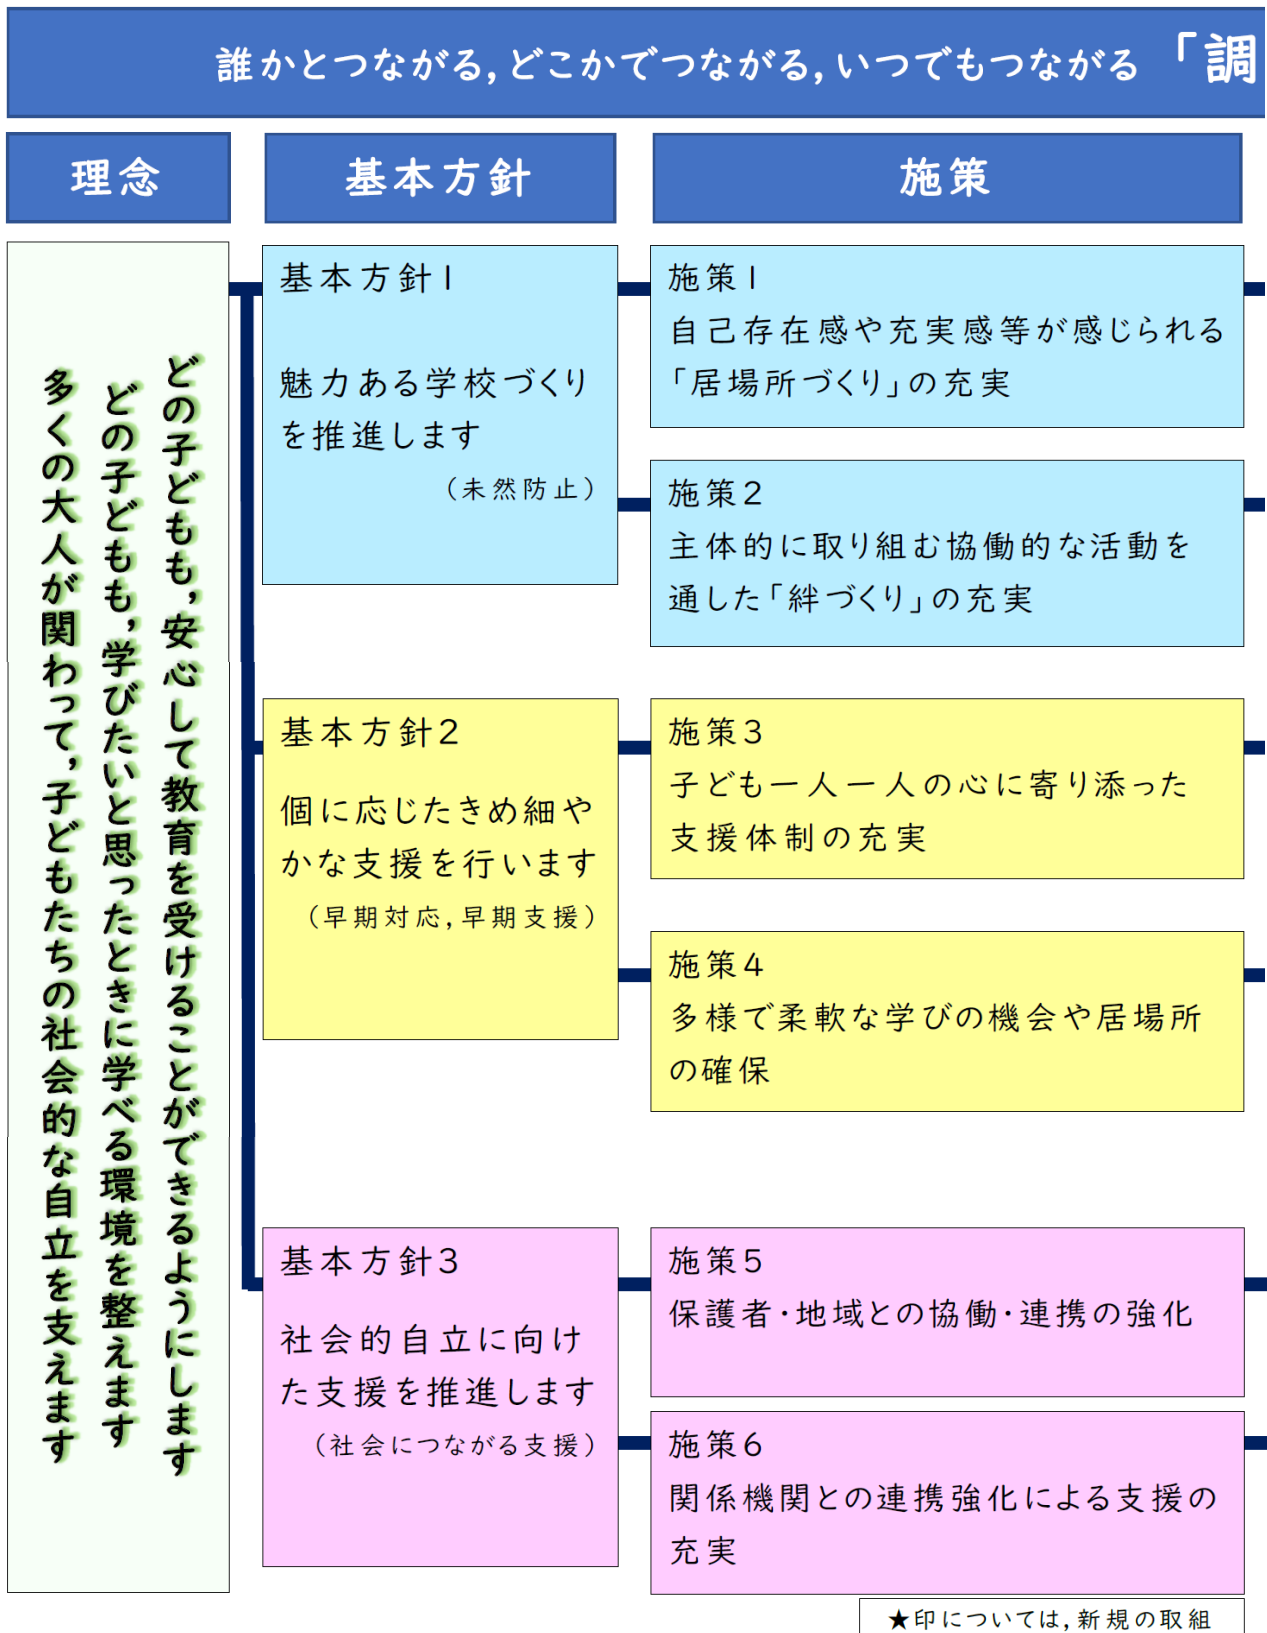 誰かとつながる,どこかでつながる,いつでもつながる「調
理念
基本方針
施策
どの子どもも,安心して教育を受けることができるようにします
どの子どもも,学びたいと思ったときに学べる環境を整えます
多くの大人が関わって,子どもたちの社会的な自立を支えます
基本方針1
魅力ある学校づくり
を推進します
(未然防止)
施策1
自己存在感や充実感等が感じられる
「居場所づくり」の充実
施策2
主体的に取り組む協働的な活動を
通した「絆づくり」の充実
基本方針2
個に応じたきめ細や
かな支援を行います
(早期対応,早期支援)
施策3
子ども一人一人の心に寄り添った
支援体制の充実
施策4
多様で柔軟な学びの機会や居場所
の確保
基本方針3
社会的自立に向け
た支援を推進します
(社会につながる支援)
施策5
保護者・地域との協働・連携の強化
施策6
関係機関との連携強化による支援の
充実
★印については,新規の取組